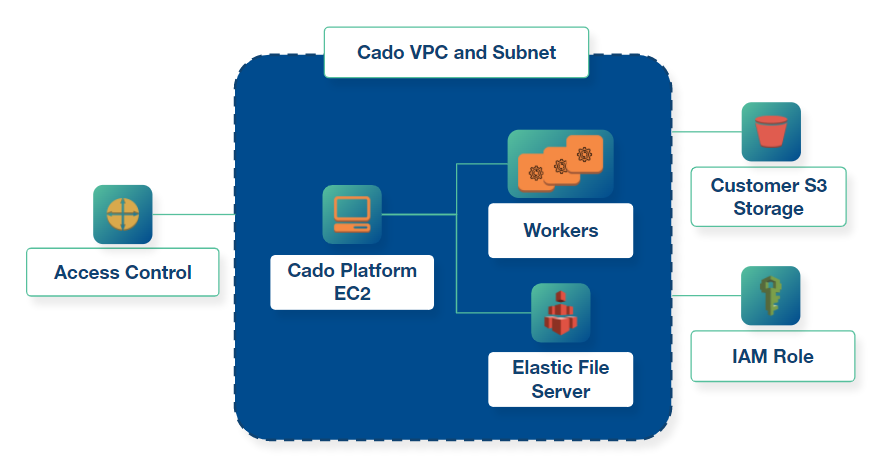 Cado VPC and Subnet
Access Control
Cado Platform
EC2
Workers
Elastic File
Server
Customer S3
Storage
IAM Role